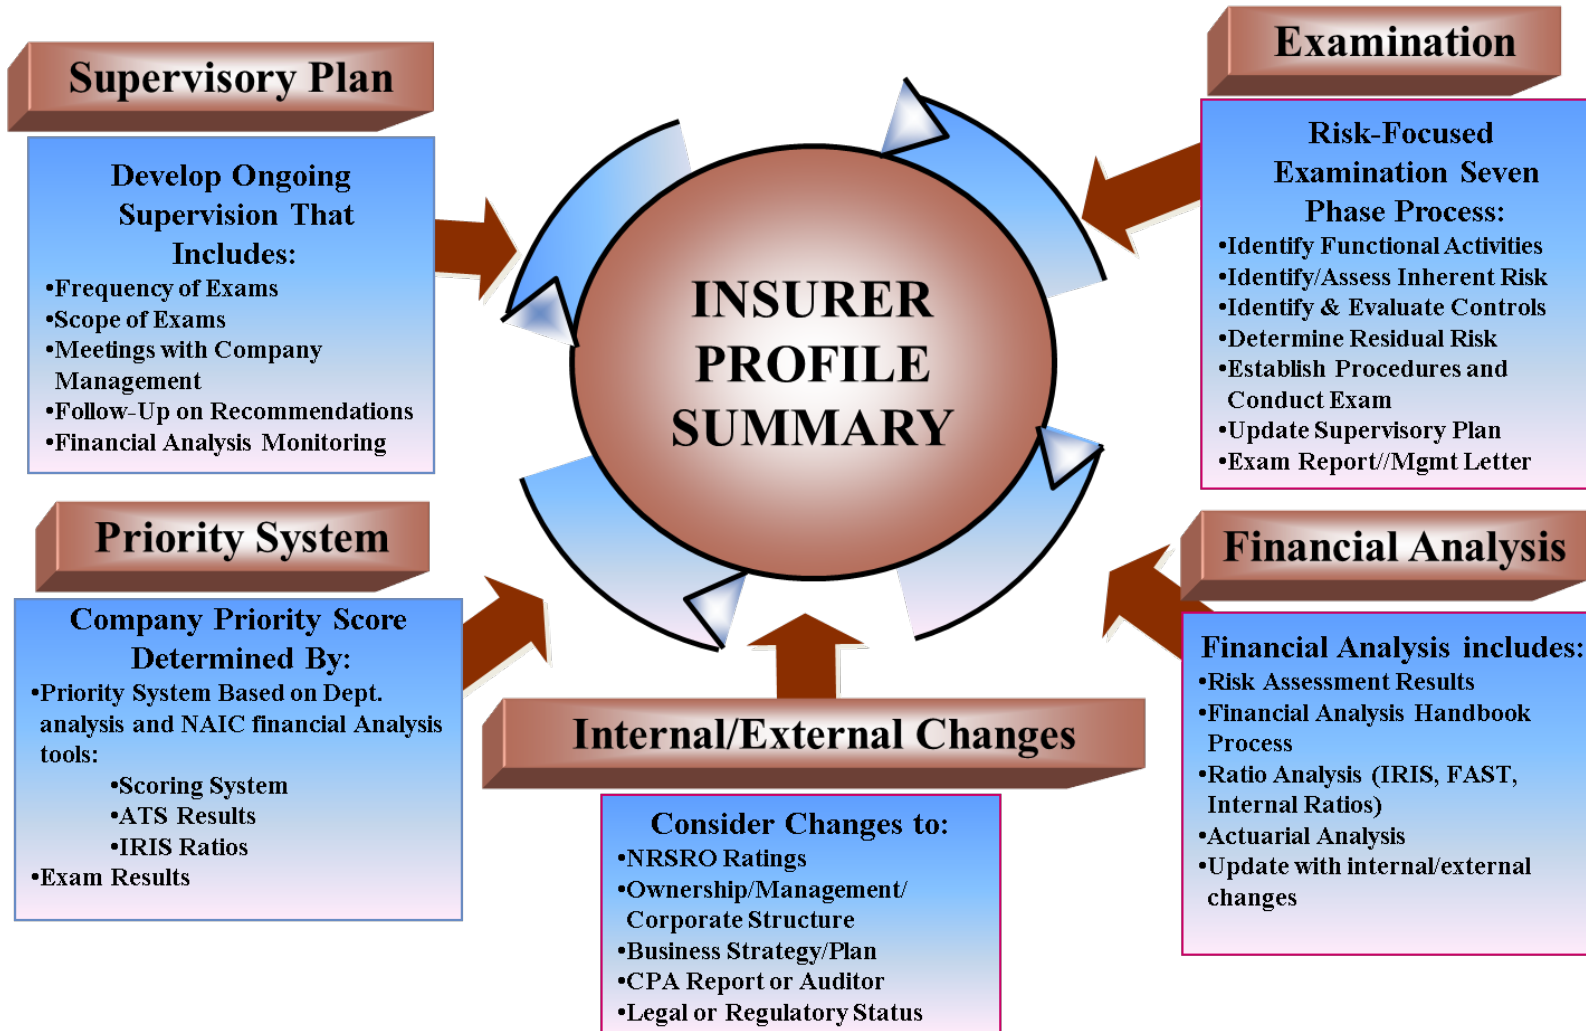 Supervisory Plan
Develop Ongoing
Supervision That
Includes:
•Frequency of Exams
•Scope of Exams
•Meetings with Company
Management
•Follow-Up on Recommendations
•Financial Analysis Monitoring
Examination
Risk-Focused
Examination Seven
Phase Process:
•Identify Functional Activities
•Identify/Assess Inherent Risk
•Identify & Evaluate Controls
•Determine Residual Risk
•Establish Procedures and
Conduct Exam
•Update Supervisory Plan
•Exam Report//Mgmt Letter
INSURER
PROFILE
SUMMARY
Priority System
Company Priority Score
Determined By:
•Priority System Based on Dept.
analysis and NAIC financial Analysis
tools:
•Scoring System
•ATS Results
•IRIS Ratios
•Exam Results
Internal/External Changes
Consider Changes to:
•NRSRO Ratings
•Ownership/Management/
Corporate Structure
•Business Strategy/Plan
•CPA Report or Auditor
•Legal or Regulatory Status
Financial Analysis
Financial Analysis includes:
•Risk Assessment Results
•Financial Analysis Handbook
Process
•Ratio Analysis (IRIS, FAST,
Internal Ratios)
•Actuarial Analysis
•Update with internal/external
changes